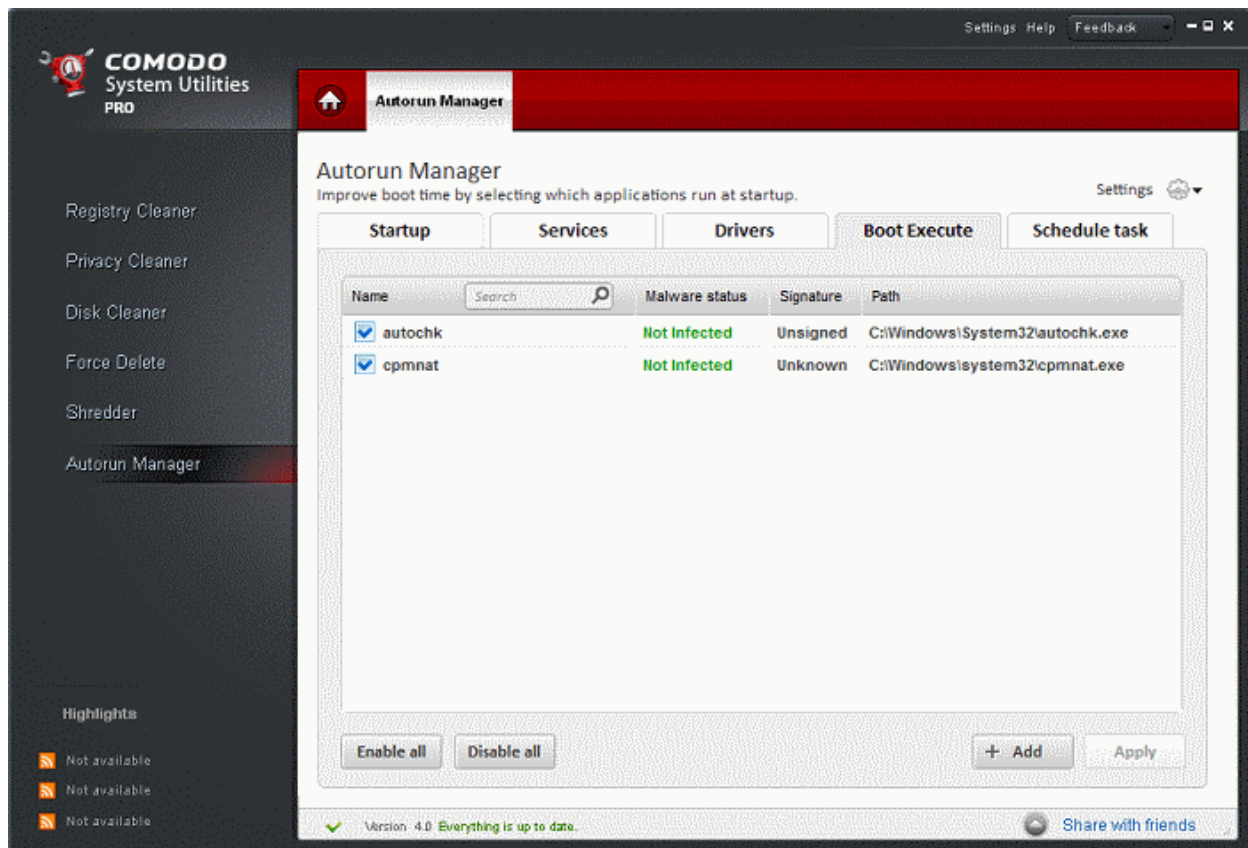 Settings Help Feedback
COMODO
System Utilities
PRO
Autorun Manager
Registry Cleaner
Privacy Cleaner
Disk Cleaner
Force Delete
Shredder
Autorun Manager
Highlights
Not available
Not available
Not available
Autorun Manager
Improve boot time by selecting which applications run at startup.
Settings
Startup Services Drivers Boot Execute Schedule task
Name Search Malware status Signature Path
autochk Not Infected Unsigned C:\Windows\System32\autochk.exe
cpmnat Not Infected Unknown C:\Windows\system32\cpmnat.exe
Enable all Disable all + Add Apply
Version 4.0 Everything is up to date. Share with friends